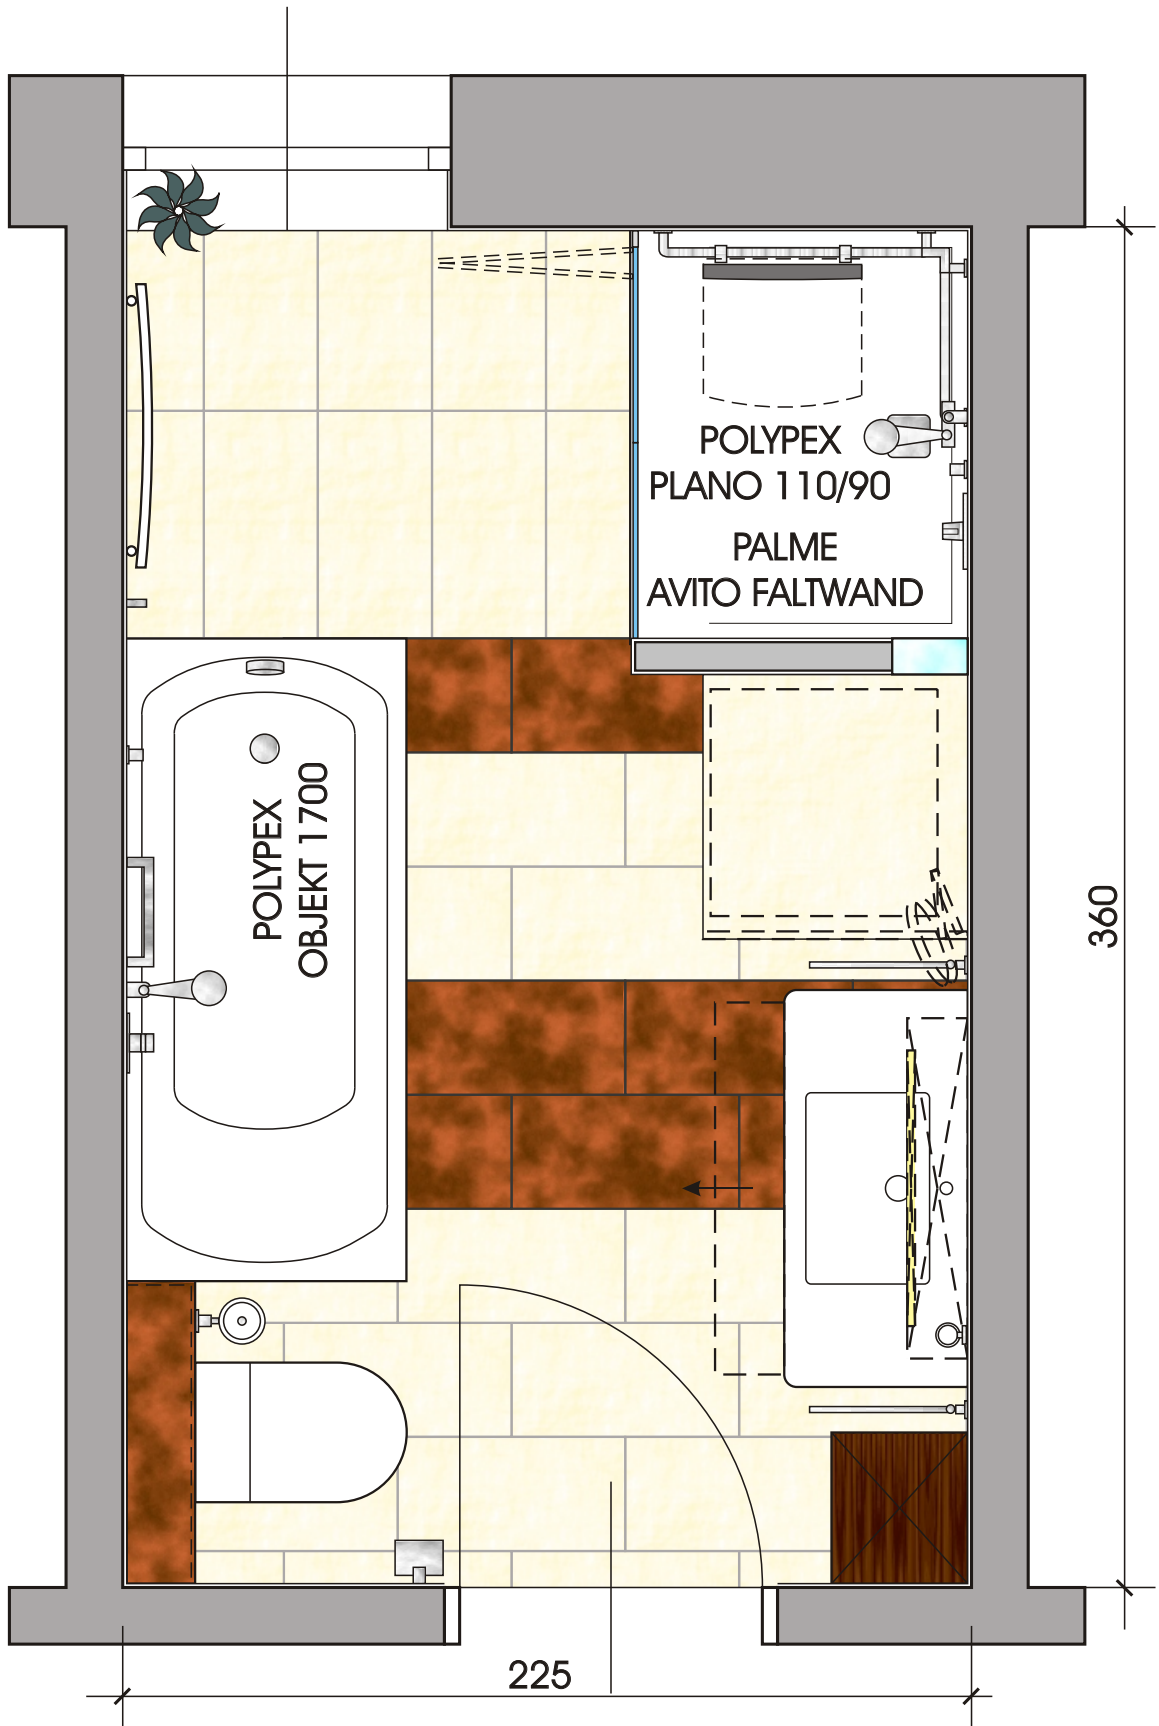 POLYPEX
PLANO 110/90
PALME
AVITO FALTWAND
POLYPEX
OBJEKT 1700
360
225